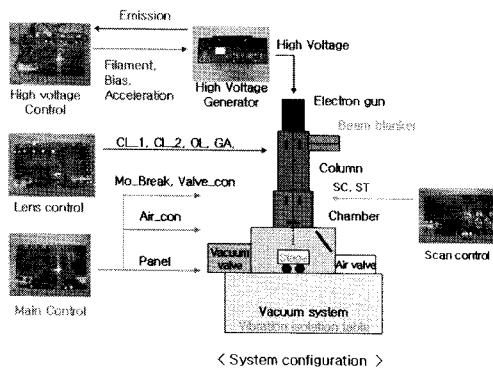 Emission
High Voltage
Filament,
Bias,
Acceleration
High voltage
Control
High Voltage
Generator
Electron gun
Beam blanker
CL_1, CL_2, OL, GA,
Column
Mo_Break, Valve_con
SC, ST
Lens control
Chamber
Air_con
Scan control
Panel
Vacuum
valve
Stage
Air valve
Main Control
Vacuum system
Vibration isolation table
< System configuration >